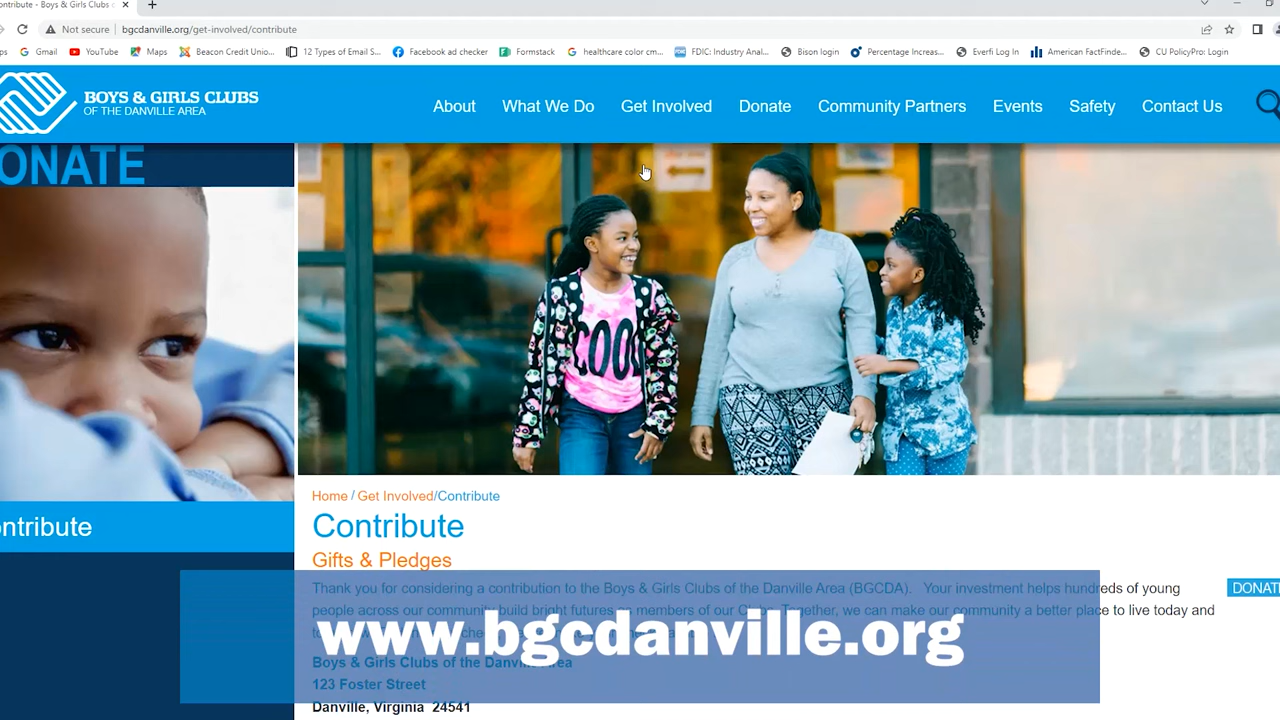 ontribute - Boys & Girls Clubs
Not secure
bgcdanville.org/get-involved/contribute
Gmail
YouTube
Maps
Beacon Credit Unio...
12 Types of Email S...
Facebook ad checker
Formstack
healthcare color cm...
FDIC: Industry Anal...
Bison login
Percentage Increas...
Everfi Log In
American FactFinde...
CU PolicyPro: Login
BOYS & GIRLS CLUBS
OF THE DANVILLE AREA
About
What We Do
Get Involved
Donate
Community Partners
Events
Safety
Contact Us
ONATE
COOL
ontribute
Home / Get Involved/Contribute
Contribute
Gifts & Pledges
Thank you for considering a contribution to the Boys & Girls Clubs of the Danville Area (BGCDA). Your investment helps hundreds of young
people across our community build bright futures as members of our Clubs. Together, we can make our community a better place to live today and
DONAT
www.bgcdanville.org
Boys & Girls Clubs of the Danville Area
123 Foster Street
Danville, Virginia 24541